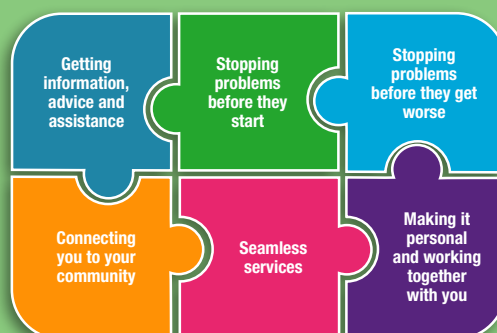 Getting
information,
advice and
assistance
Stopping
problems
before they
start
Stopping
problems
before they get
worse
Connecting
you to your
community
Seamless
services
Making it
personal
and working
together
with you